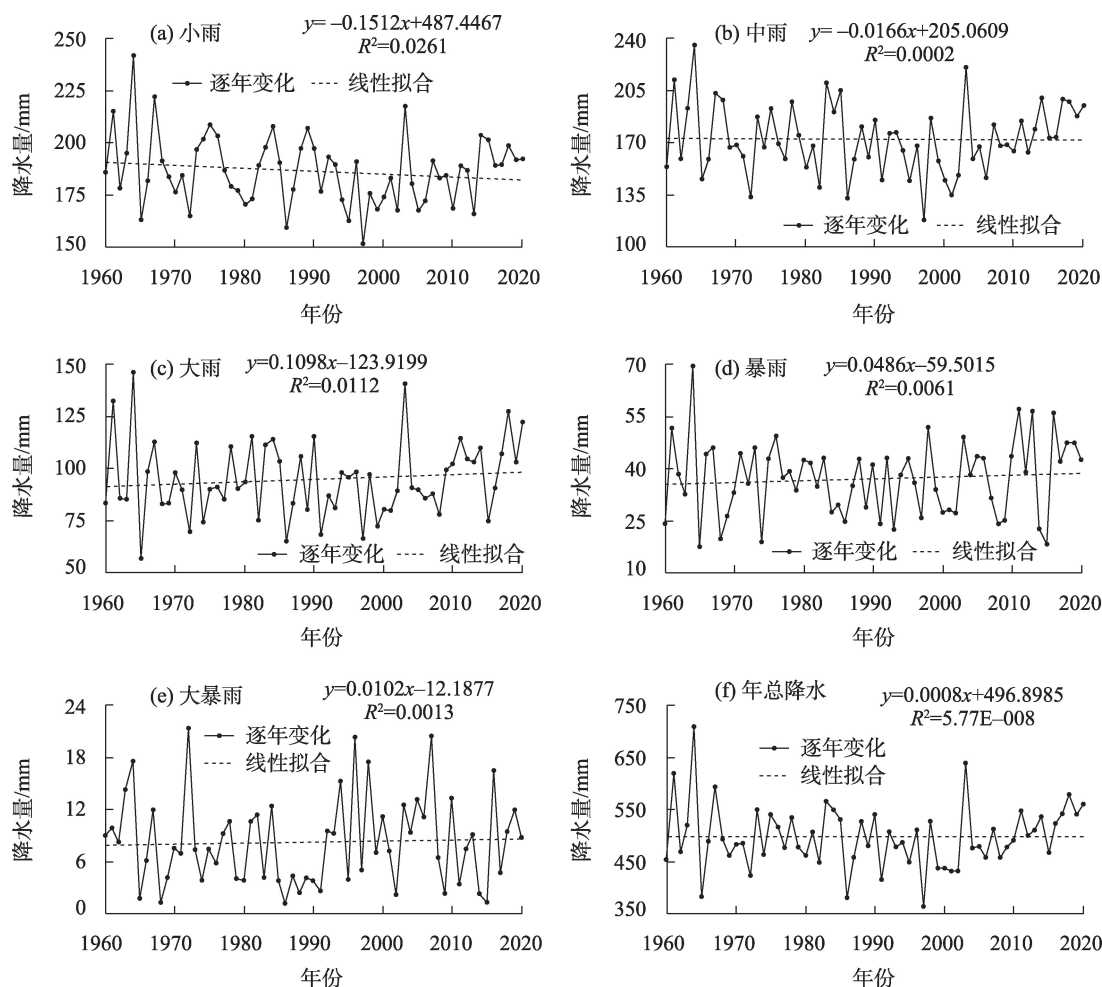 (a) 小雨
y= –0.1512x+487.4467
R²=0.0261
逐年变化 线性拟合
降水量/mm
250
225
200
175
150
1960 1970 1980 1990 2000 2010 2020
年份
(b) 中雨
y= –0.0166x+205.0609
R²=0.0002
降水量/mm
240
205
170
135
100
逐年变化 线性拟合
1960 1970 1980 1990 2000 2010 2020
年份
(c) 大雨
y=0.1098x–123.9199
R²=0.0112
降水量/mm
150
125
100
75
50
逐年变化 线性拟合
1960 1970 1980 1990 2000 2010 2020
年份
(d) 暴雨
y=0.0486x–59.5015
R²=0.0061
降水量/mm
70
55
40
25
10
逐年变化 线性拟合
1960 1970 1980 1990 2000 2010 2020
年份
(e) 大暴雨
y=0.0102x–12.1877
R²=0.0013
逐年变化
线性拟合
降水量/mm
24
18
12
6
0
1960 1970 1980 1990 2000 2010 2020
年份
(f) 年总降水
y=0.0008x+496.8985
R²=5.77E–008
逐年变化
线性拟合
降水量/mm
750
650
550
450
350
1960 1970 1980 1990 2000 2010 2020
年份